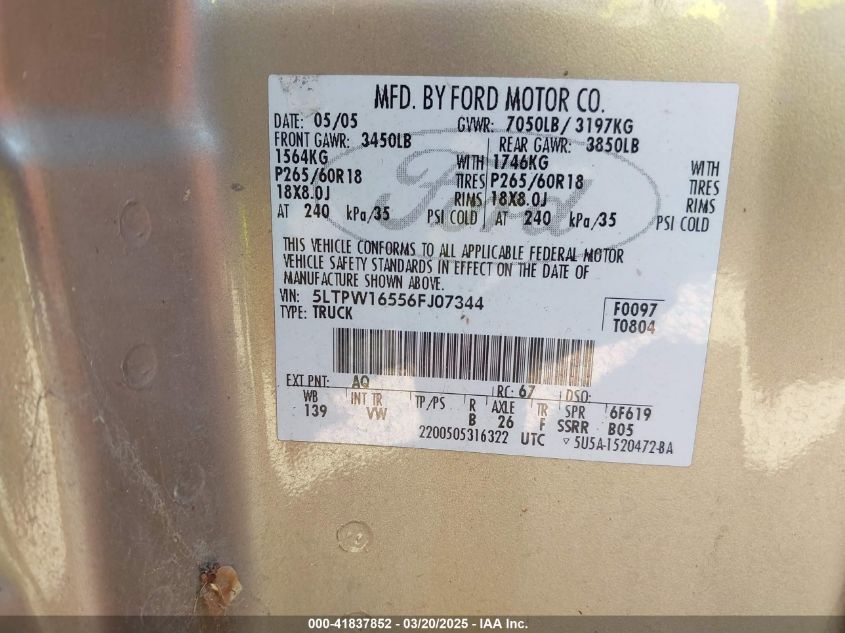 MFD. BY FORD MOTOR CO.
DATE: 05/05 GVWR: 7050LB/ 3197KG
FRONT GAWR: 3450LB REAR GAWR: 3850LB
1564KG WITH 1746KG WITH
P265/60R18 TIRES P265/60R18 TIRES
18X8.0J RIMS 18X8.0J RIMS
AT 240 kPa/35 PSI COLD AT 240 kPa/35 PSI COLD
Ford
THIS VEHICLE CONFORMS TO ALL APPLICABLE FEDERAL MOTOR
VEHICLE SAFETY STANDARDS IN EFFECT ON THE DATE OF
MANUFACTURE SHOWN ABOVE.
VIN: 5LTPW16556FJ07344 F0097
TYPE: TRUCK T0804
EXT PNT: AQ RC: 67 DSO:
WB INT TR TP/PS R AXLE TR SPR 6F619
139 VW B 26 F SSRR B05
2200505316322 UTC ▿ 5U5A-1520472-BA
000-41837852 - 03/20/2025 - IAA Inc.